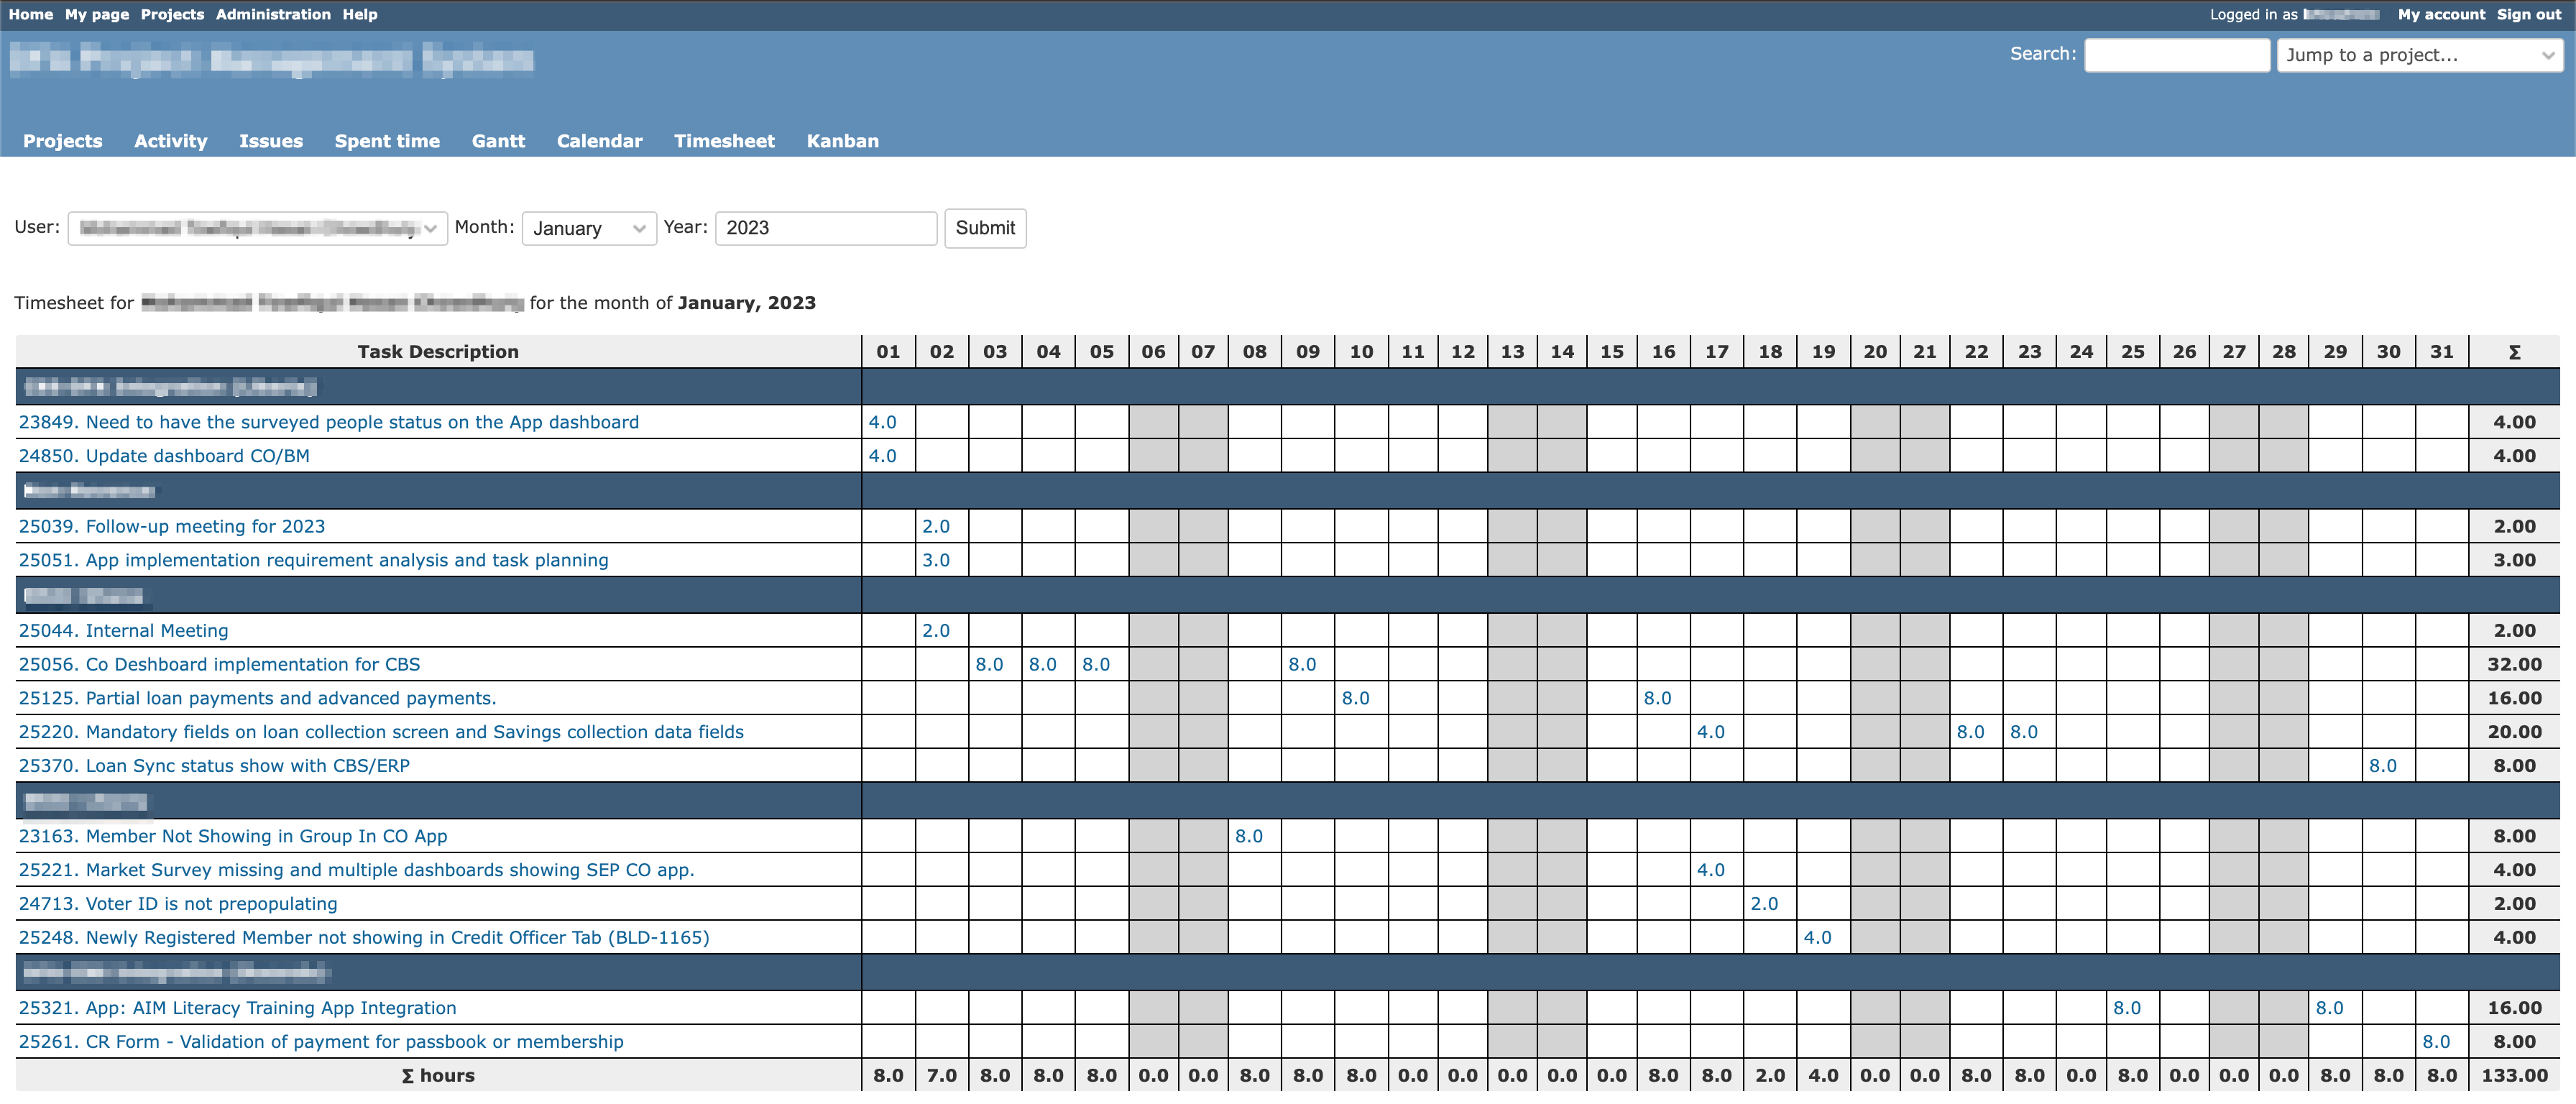 Home My page Projects Administration Help Logged in as My account Sign out
Search: Jump to a project...
Projects Activity Issues Spent time Gantt Calendar Timesheet Kanban
User: Month: January Year: 2023 Submit
Timesheet for for the month of January, 2023
Task Description 01 02 03 04 05 06 07 08 09 10 11 12 13 14 15 16 17 18 19 20 21 22 23 24 25 26 27 28 29 30 31 Σ
23849. Need to have the surveyed people status on the App dashboard 4.0 4.00
24850. Update dashboard CO/BM 4.0 4.00
25039. Follow-up meeting for 2023 2.0 2.00
25051. App implementation requirement analysis and task planning 3.0 3.00
25044. Internal Meeting 2.0 2.00
25056. Co Deshboard implementation for CBS 8.0 8.0 8.0 8.0 32.00
25125. Partial loan payments and advanced payments. 8.0 8.0 16.00
25220. Mandatory fields on loan collection screen and Savings collection data fields 4.0 8.0 8.0 20.00
25370. Loan Sync status show with CBS/ERP 8.0 8.00
23163. Member Not Showing in Group In CO App 8.0 8.00
25221. Market Survey missing and multiple dashboards showing SEP CO app. 4.0 4.00
24713. Voter ID is not prepopulating 2.0 2.00
25248. Newly Registered Member not showing in Credit Officer Tab (BLD-1165) 4.0 4.00
25321. App: AIM Literacy Training App Integration 8.0 8.0 16.00
25261. CR Form - Validation of payment for passbook or membership 8.0 8.00
Σ hours 8.0 7.0 8.0 8.0 8.0 0.0 0.0 8.0 8.0 8.0 0.0 0.0 0.0 0.0 0.0 8.0 8.0 2.0 4.0 0.0 0.0 8.0 8.0 0.0 8.0 0.0 0.0 0.0 8.0 8.0 8.0 133.00